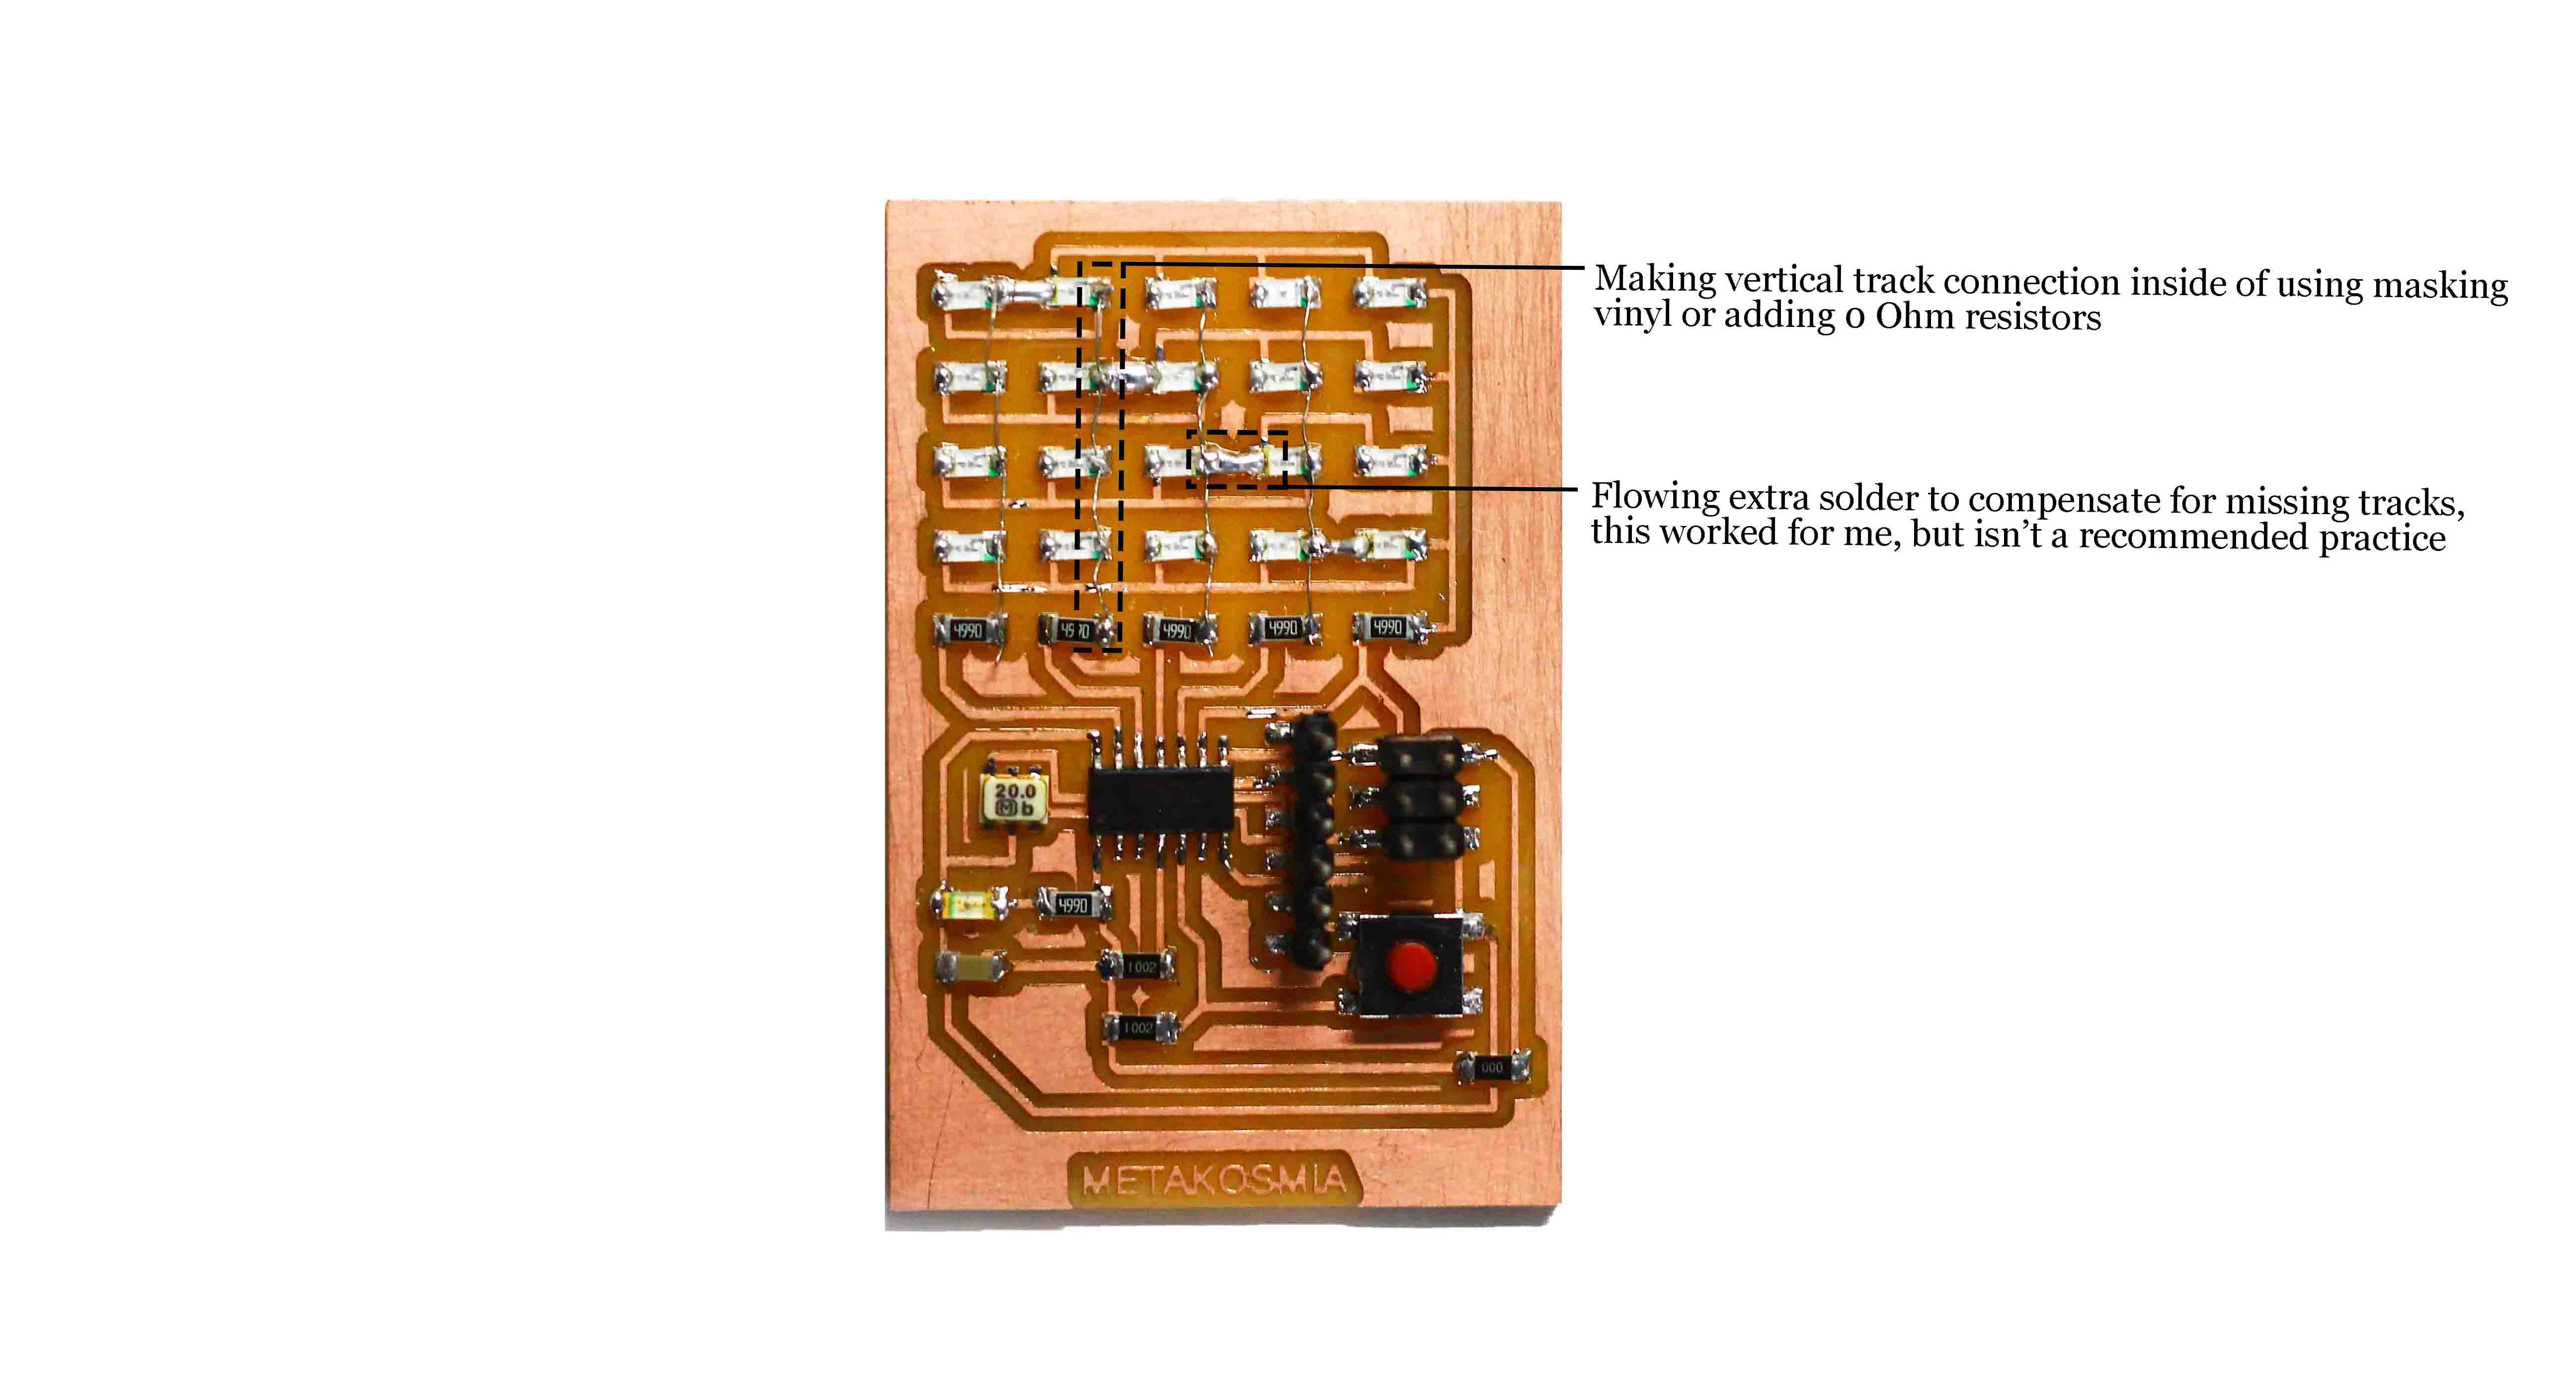 Making vertical track connection inside of using masking
vinyl or adding 0 Ohm resistors
Flowing extra solder to compensate for missing tracks,
this worked for me, but isn't a recommended practice
4990
4990
4990
4990
20.0
b
4990
1002
1002
000
METAKOSMIA